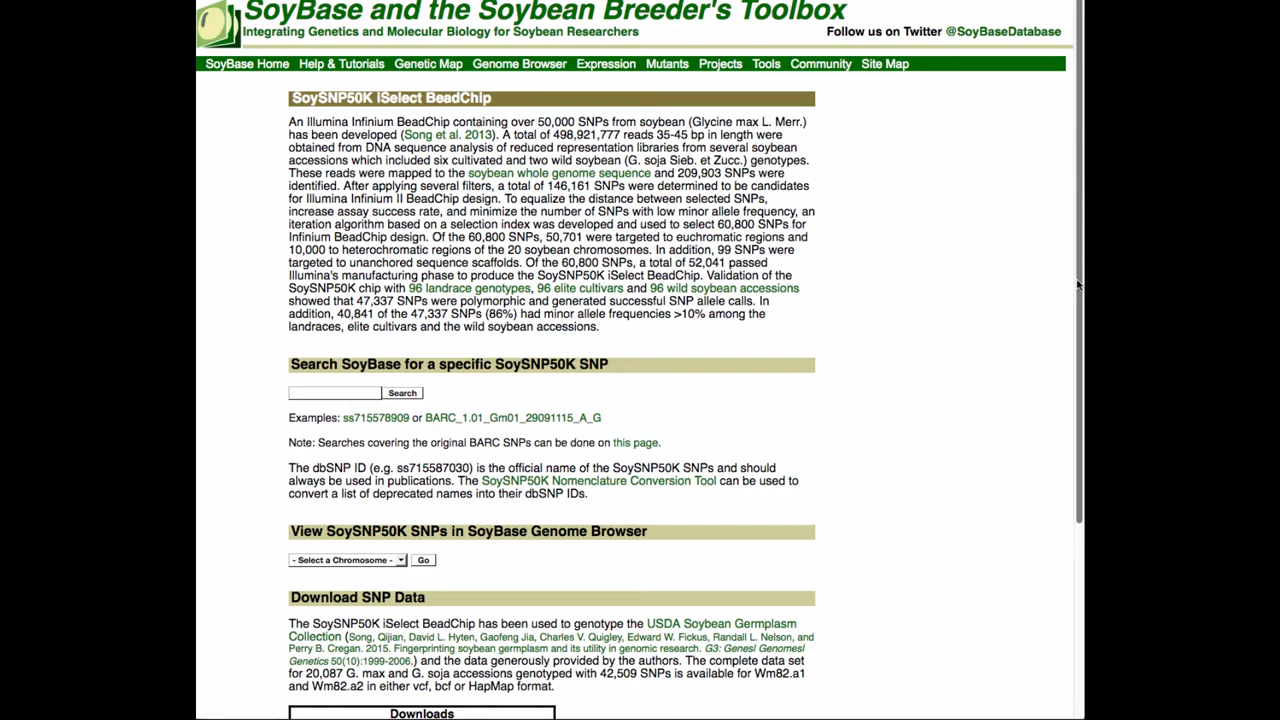 SoyBase and the Soybean Breeder's Toolbox
Integrating Genetics and Molecular Biology for Soybean Researchers
Follow us on Twitter @SoyBaseDatabase
SoyBase Home Help & Tutorials Genetic Map Genome Browser Expression Mutants Projects Tools Community Site Map
SoySNP50K iSelect BeadChip
An Illumina Infinium BeadChip containing over 50,000 SNPs from soybean (Glycine max L. Merr.)
has been developed (Song et al. 2013). A total of 498,921,777 reads 35-45 bp in length were
obtained from DNA sequence analysis of reduced representation libraries from several soybean
accessions which included six cultivated and two wild soybean (G. soja Sieb. et Zucc.) genotypes.
These reads were mapped to the soybean whole genome sequence and 209,903 SNPs were
identified. After applying several filters, a total of 146,161 SNPs were determined to be candidates
for Illumina Infinium II BeadChip design. To equalize the distance between selected SNPs,
increase assay success rate, and minimize the number of SNPs with low minor allele frequency, an
iteration algorithm based on a selection index was developed and used to select 60,800 SNPs for
Infinium BeadChip design. Of the 60,800 SNPs, 50,701 were targeted to euchromatic regions and
10,000 to heterochromatic regions of the 20 soybean chromosomes. In addition, 99 SNPs were
targeted to unanchored sequence scaffolds. Of the 60,800 SNPs, a total of 52,041 passed
Illumina's manufacturing phase to produce the SoySNP50K iSelect BeadChip. Validation of the
SoySNP50K chip with 96 landrace genotypes, 96 elite cultivars and 96 wild soybean accessions
showed that 47,337 SNPs were polymorphic and generated successful SNP allele calls. In
addition, 40,841 of the 47,337 SNPs (86%) had minor allele frequencies >10% among the
landraces, elite cultivars and the wild soybean accessions.
Search SoyBase for a specific SoySNP50K SNP
Search
Examples: ss715578909 or BARC_1.01_Gm01_29091115_A_G
Note: Searches covering the original BARC SNPs can be done on this page.
The dbSNP ID (e.g. ss715587030) is the official name of the SoySNP50K SNPs and should
always be used in publications. The SoySNP50K Nomenclature Conversion Tool can be used to
convert a list of deprecated names into their dbSNP IDs.
View SoySNP50K SNPs in SoyBase Genome Browser
- Select a Chromosome - Go
Download SNP Data
The SoySNP50K iSelect BeadChip has been used to genotype the USDA Soybean Germplasm
Collection (Song, Qijian, David L. Hyten, Gaofeng Jia, Charles V. Quigley, Edward W. Fickus, Randall L. Nelson, and
Perry B. Cregan. 2015. Fingerprinting soybean germplasm and its utility in genomic research. G3: Genesl Genomesl
Genetics 50(10):1999-2006.) and the data generously provided by the authors. The complete data set
for 20,087 G. max and G. soja accessions genotyped with 42,509 SNPs is available for Wm82.a1
and Wm82.a2 in either vcf, bcf or HapMap format.
Downloads